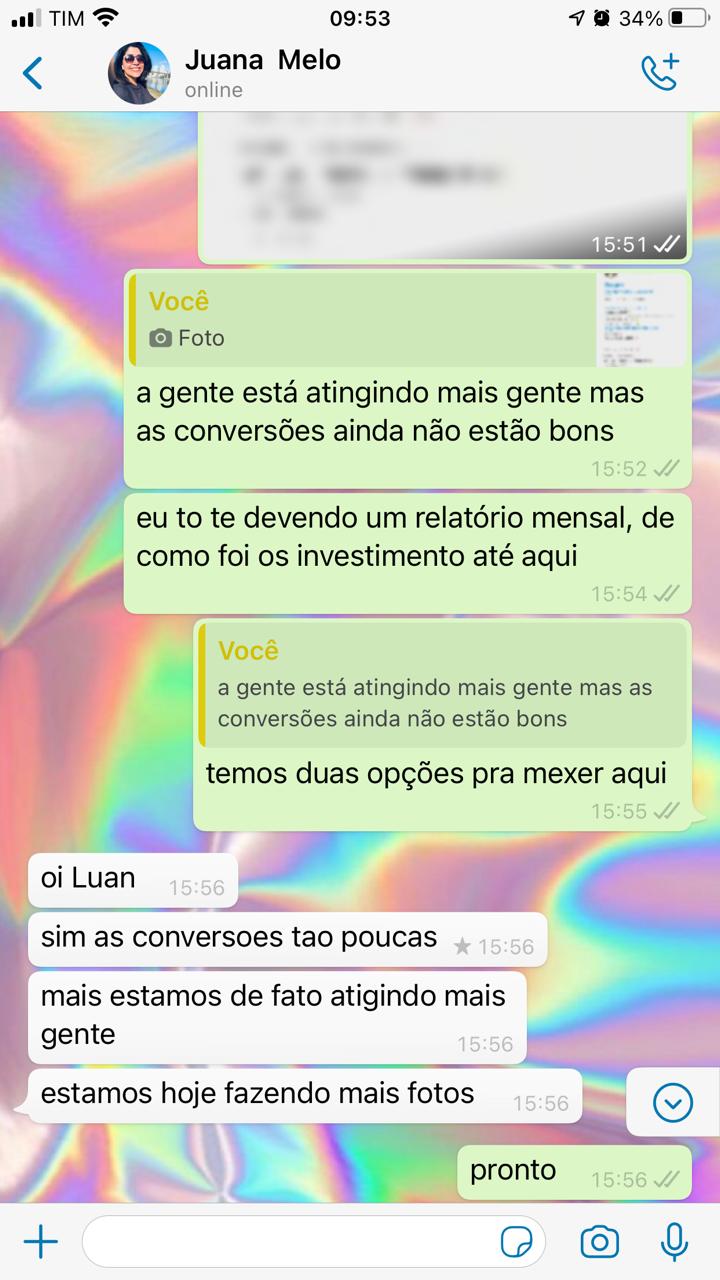 TIM 09:53 34%
Juana Melo
online
15:51
Você
Foto
a gente está atingindo mais gente mas
as conversões ainda não estão bons
15:52
eu to te devendo um relatório mensal, de
como foi os investimento até aqui
15:54
Você
a gente está atingindo mais gente mas as
conversões ainda não estão bons
temos duas opções pra mexer aqui
15:55
oi Luan 15:56
sim as conversoes tao poucas 15:56
mais estamos de fato atigindo mais
gente 15:56
estamos hoje fazendo mais fotos 15:56
pronto 15:56